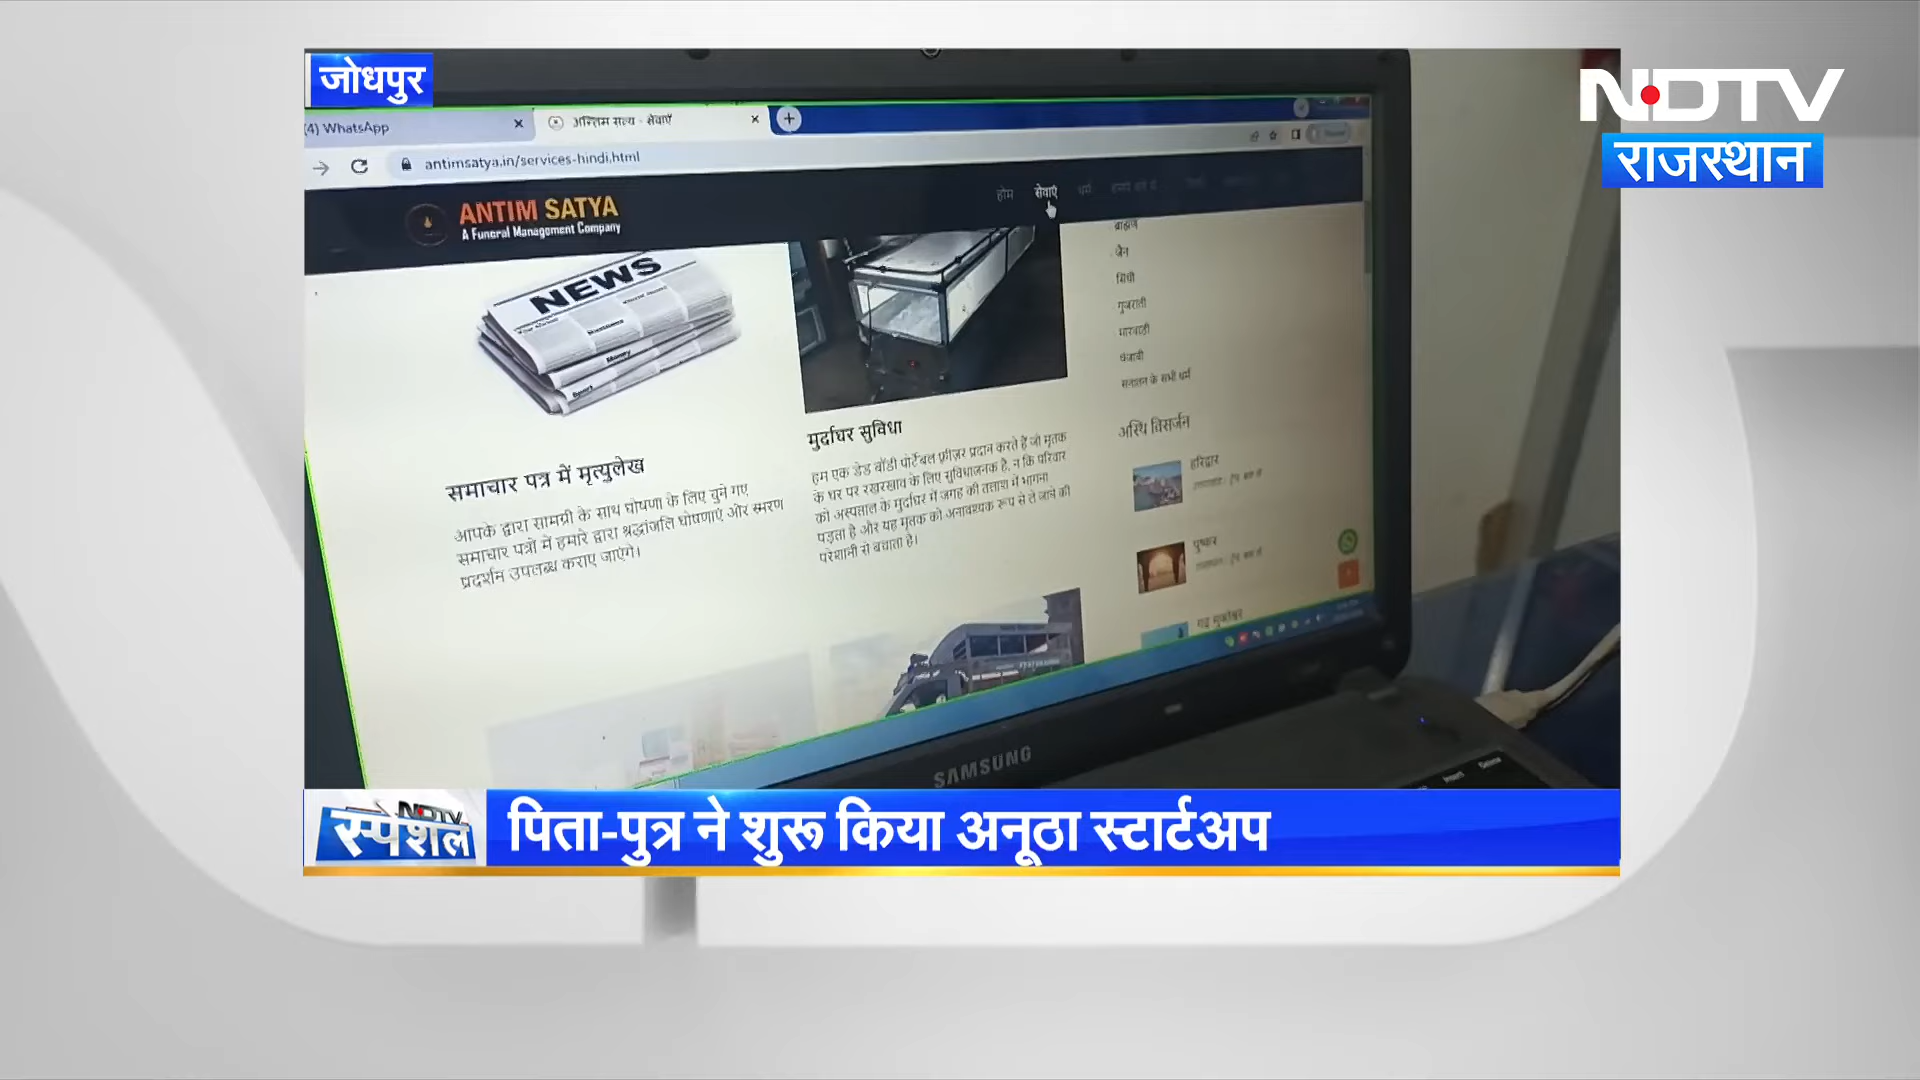 जोधपुर
NDTV
राजस्थान
(4) WhatsApp
अन्तिम सत्य - सेवाएँ
antimsatya.in/services-hindi.html
ANTIM SATYA
A Funeral Management Company
होम सेवाएं धर्म
NEWS
Money
समाचार पत्र में मृत्युलेख
आपके द्वारा सामग्री के साथ घोषणा के लिए चुने गए
समाचार पत्रों में हमारे द्वारा श्रद्धांजलि घोषणाएं और स्मरण
प्रदर्शन उपलब्ध कराए जाएंगे।
मुर्दाघर सुविधा
हम एक डेड बॉडी पोर्टेबल फ्रीज़र प्रदान करते हैं जो मृतक
के घर पर रखरखाव के लिए सुविधाजनक है, न कि परिवार
को अस्पताल के मुर्दाघर में जगह की तलाश में भागना
पड़ता है और यह मृतक को अनावश्यक रूप से ले जाने की
परेशानी से बचाता है।
ब्राह्मण
जैन
सिंधी
गुजराती
मारवाड़ी
पंजाबी
सनातन के सभी धर्म
अस्थि विसर्जन
हरिद्वार
पुष्कर
SAMSUNG
Insert Delete
NDTV
स्पेशल
पिता-पुत्र ने शुरू किया अनूठा स्टार्टअप